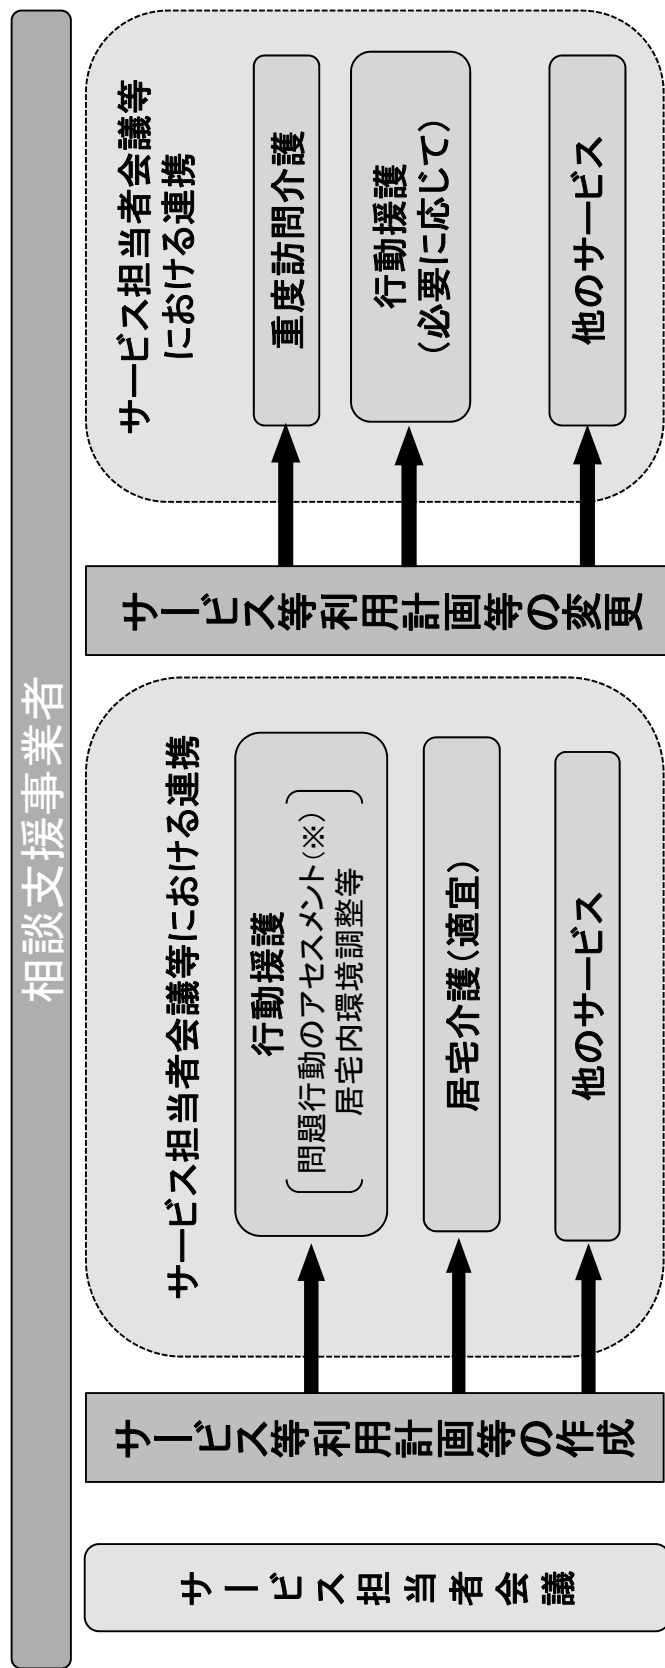 相談支援事業者
サービス担当者会議
サービス等利用計画等の作成
サービス担当者会議等における連携
行動援護
問題行動のアセスメント(※)
居宅内環境調整等
居宅介護(適宜)
他のサービス
サービス等利用計画等の変更
サービス担当者会議等
における連携
重度訪問介護
行動援護
(必要に応じて)
他のサービス